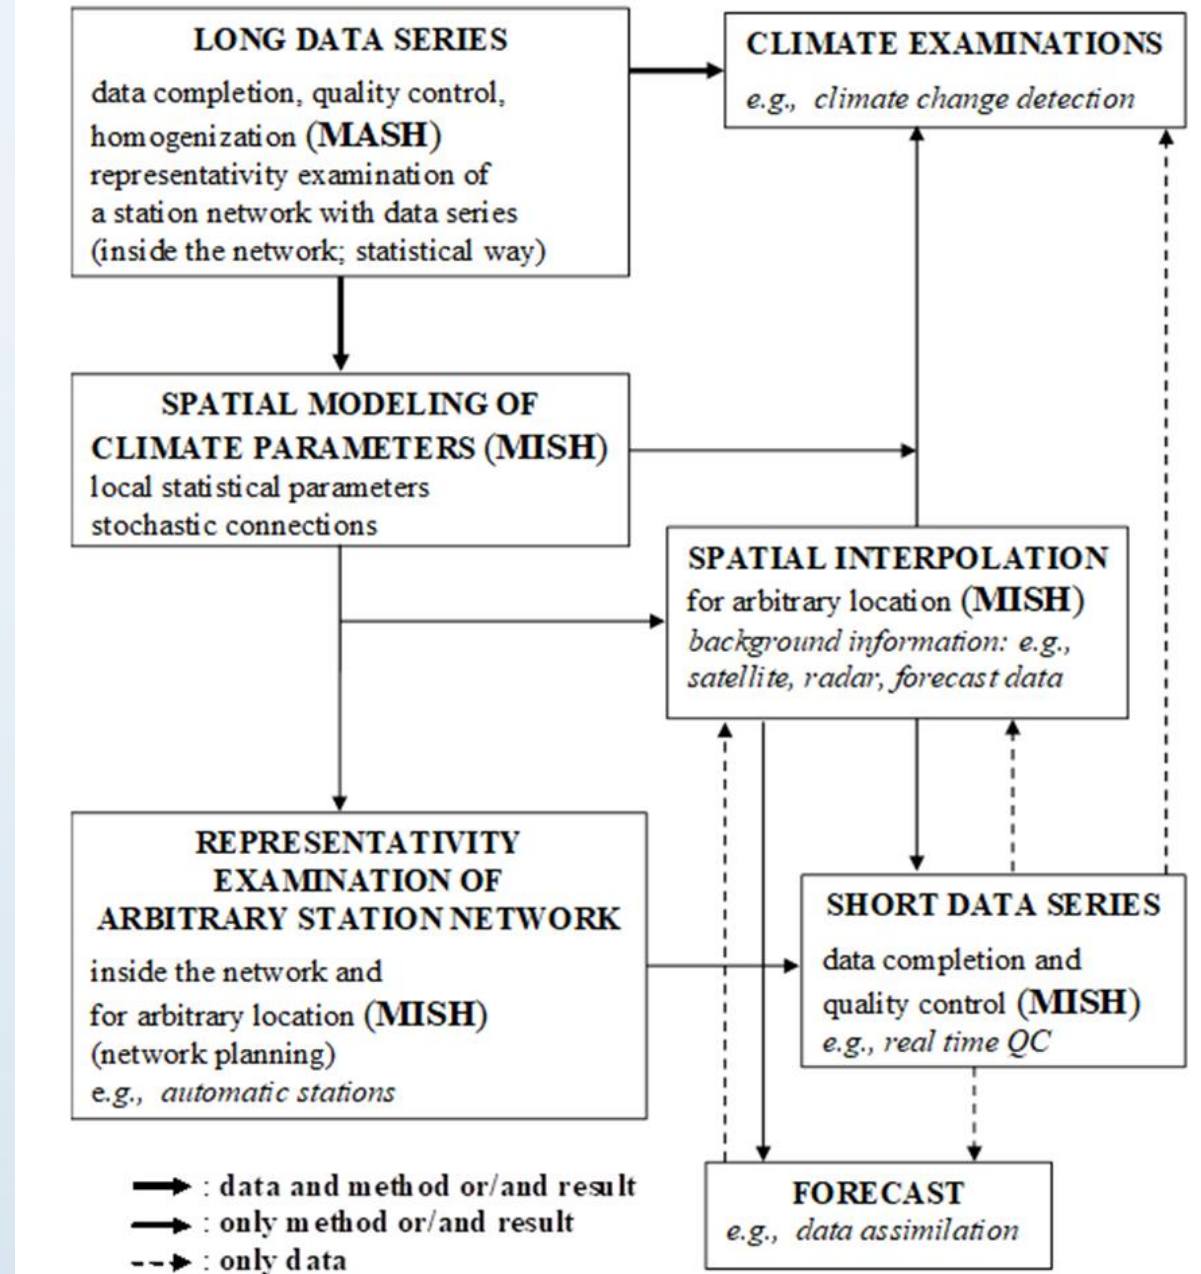 LONG DATA SERIES
data completion, quality control,
homogenization (MASH)
representativity examination of
a station network with data series
(inside the network; statistical way)
CLIMATE EXAMINATIONS
e.g., climate change detection
SPATIAL MODELING OF
CLIMATE PARAMETERS (MISH)
local statistical parameters
stochastic connections
SPATIAL INTERPOLATION
for arbitrary location (MISH)
background information: e.g.,
satellite, radar, forecast data
REPRESENTATIVITY
EXAMINATION OF
ARBITRARY STATION NETWORK
inside the network and
for arbitrary location (MISH)
(network planning)
e.g., automatic stations
SHORT DATA SERIES
data completion and
quality control (MISH)
e.g., real time QC
FORECAST
e.g., data assimilation
: data and method or/and result
: only method or/and result
: only data